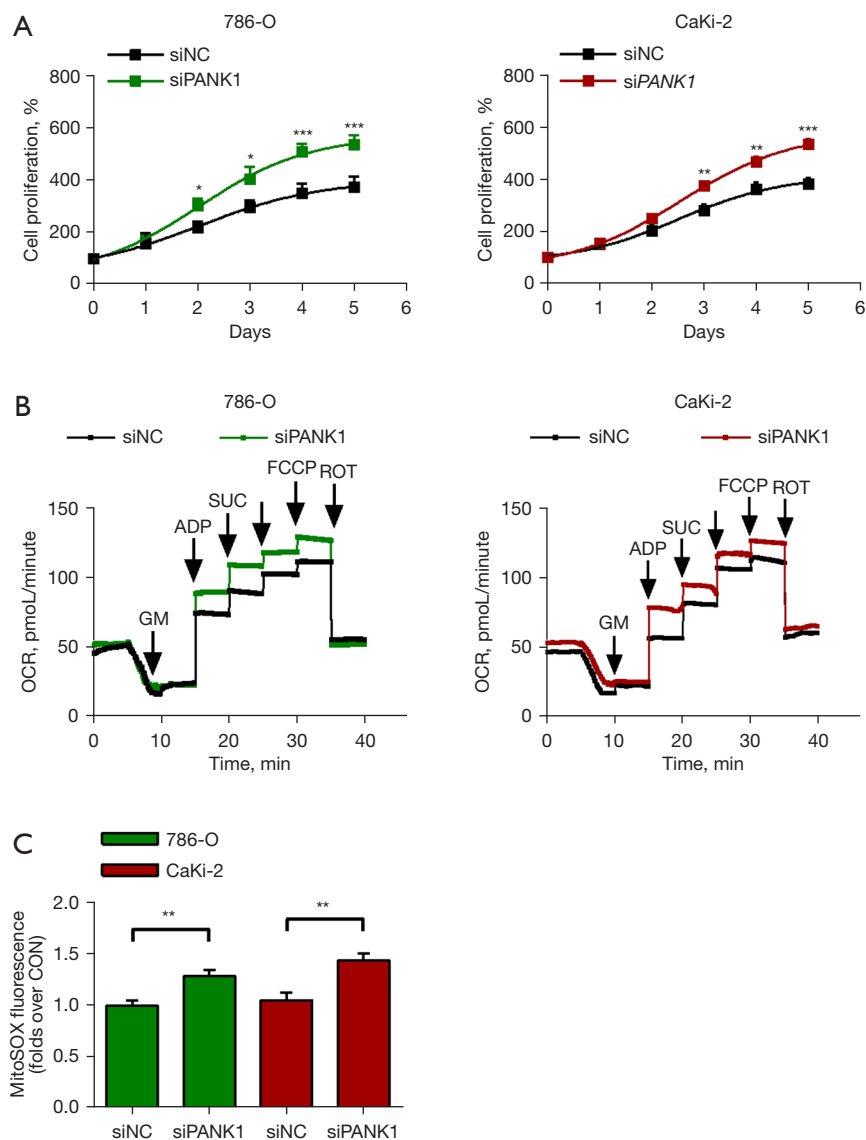 A
786-O
siNC
siPANK1
Cell proliferation, %
800
600
400
200
0
* * *** ***
0 1 2 3 4 5 6
Days
CaKi-2
siNC
siPANK1
Cell proliferation, %
800
600
400
200
0
** ** ***
0 1 2 3 4 5 6
Days
B
786-O
siNC siPANK1
OCR, pmoL/minute
150
100
50
0
GM ADP SUC FCCP ROT
0 10 20 30 40
Time, min
CaKi-2
siNC siPANK1
OCR, pmoL/minute
150
100
50
0
GM ADP SUC FCCP ROT
0 10 20 30 40
Time, min
C
786-O
CaKi-2
MitoSOX fluorescence
(folds over CON)
2.0
1.5
1.0
0.5
0.0
** **
siNC siPANK1 siNC siPANK1